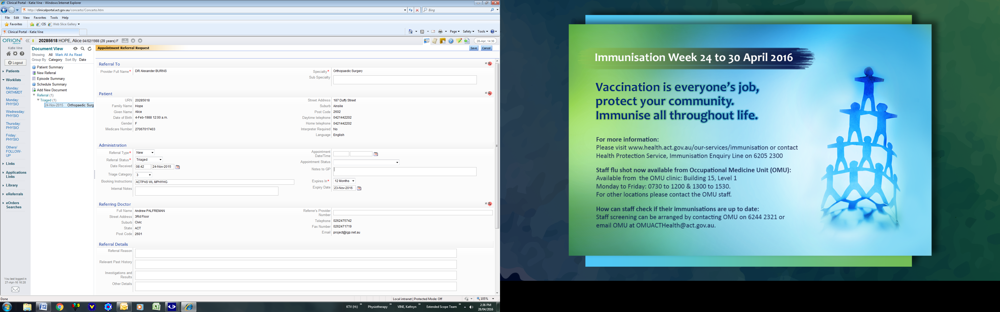 Clinical Portal - Katie Vine - Windows Internet Explorer
http://clinicalportal.act.gov.au/concerto/Concerto.htm
Bing
File Edit View Favorites Tools Help
Favorites CIS Web Slice Gallery
Clinical Portal - Katie Vine
Page Safety Tools
ORION HEALTH
20285618 HOPE, Alice 04/02/1988 (28 years) F
28-Apr, 14:36
Katie Vine
Logout
Patients
Worklists
Monday: ORTHMDT
Monday: PHYSIO
Wednesday: PHYSIO
Thursday: PHYSIO
Friday: PHYSIO
Others/ FOLLOW-UP
Links
Applications Links
Library
eReferrals
eOrders Searches
You last logged in
27-Apr-16 16:28
Document View
Showing All Mark All As Read
Group By Category Sort By Date
Patient Summary
New Referral
Episode Summary
Schedule Summary
Add New Document
Referral (1)
Triaged (1)
24-Nov-2015 Orthopaedic Surg
Appointment Referral Request
Save Cancel
Referral To
Provider Full Name* DR Alexander BURNS
Specialty* Orthopaedic Surgery
Sub Specialty
Patient
URN 20285618
Family Name Hope
Given Name Alice
Date of Birth 4-Feb-1988 12:00 a.m.
Gender F
Medicare Number 27067017403
Street Address 187 Duffy Street
Suburb Ainslie
Post Code 2602
Daytime telephone 0421442202
Home telephone 0421442202
Interpreter Required No
Language English
Administration
Referral Type* New
Referral Status* Triaged
Date Received 08:42 24-Nov-2015
Triage Category 3
Booking Instructions ACTPAS WL MPHYHG
Internal Notes
Appointment Date/Time
Appointment Status
Notes to GP
Expires In* 12 Months
Expiry Date 23-Nov-2016
Referring Doctor
Full Name Andrew PALFREMAN
Street Address 3Rd Floor
Suburb Civic
State ACT
Post Code 2601
Referrer's Provider Number
Telephone 0262475742
Fax Number 0262471719
Email project@igp.net.au
Referral Details
Referral Reason
Relevant Past History
Investigations and Results
Other Details
Done
Local intranet | Protected Mode: Off
105%
KTV (H:) Physiotherapy VINE, Kathryn Extended Scope Team
2:36 PM
28/04/2016
Immunisation Week 24 to 30 April 2016
Vaccination is everyone's job,
protect your community.
Immunise all throughout life.
For more information:
Please visit www.health.act.gov.au/our-services/immunisation or contact
Health Protection Service, Immunisation Enquiry Line on 6205 2300
Staff flu shot now available from Occupational Medicine Unit (OMU):
Available from the OMU clinic: Building 15, Level 1
Monday to Friday: 0730 to 1200 & 1300 to 1530.
For other locations please contact the OMU staff.
How can staff check if their immunisations are up to date:
Staff screening can be arranged by contacting OMU on 6244 2321 or
email OMU at OMUACTHealth@act.gov.au.